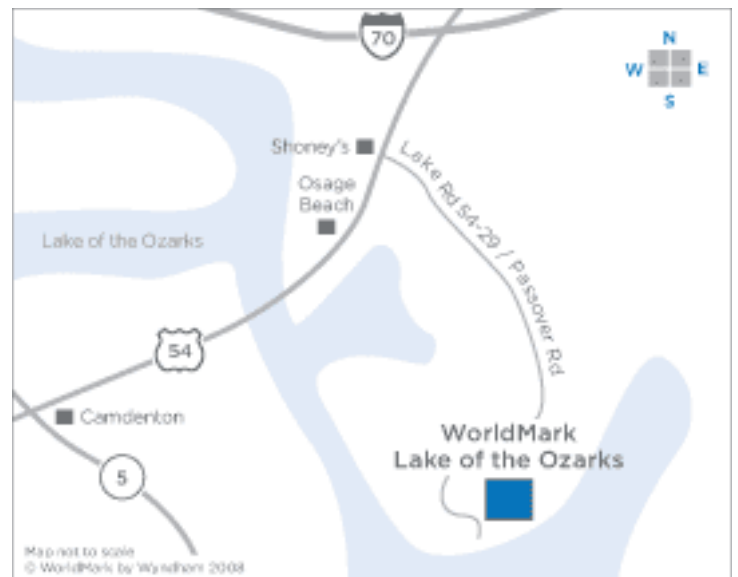 70
N
W E
S
Shoney's
Lake Rd 54-29 / Passover Rd
Osage
Beach
Lake of the Ozarks
54
Camdenton
WorldMark
Lake of the Ozarks
5
Map not to scale
© WorldMark by Wyndham 2008